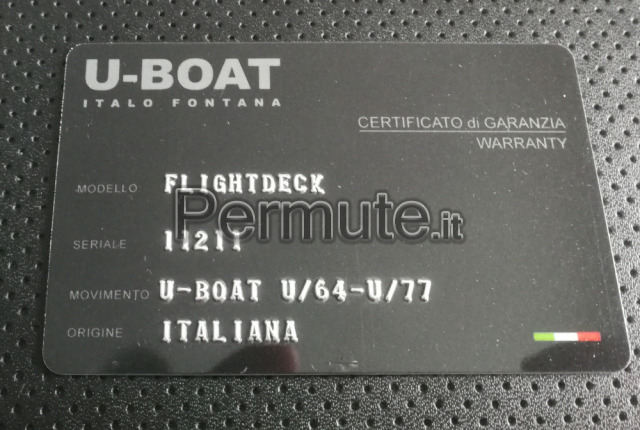 U-BOAT
ITALO FONTANA
CERTIFICATO di GARANZIA
WARRANTY
MODELLO FLIGHTDECK
Permute.it
SERIALE 11211
MOVIMENTO U-BOAT U/64-U/77
ORIGINE ITALIANA